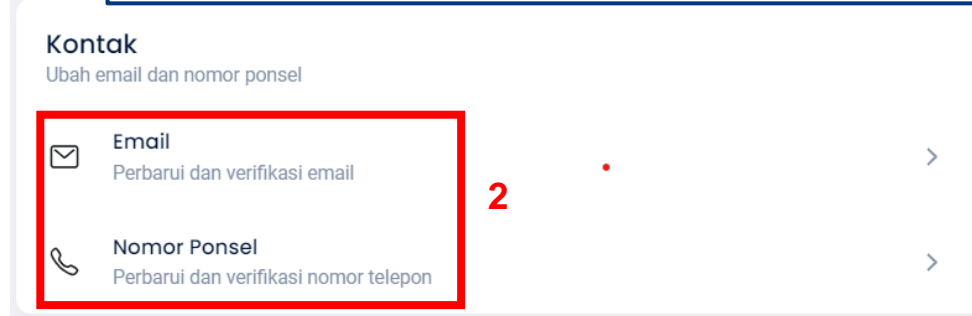 Kontak
Ubah email dan nomor ponsel
Email
Perbarui dan verifikasi email
2
Nomor Ponsel
Perbarui dan verifikasi nomor telepon